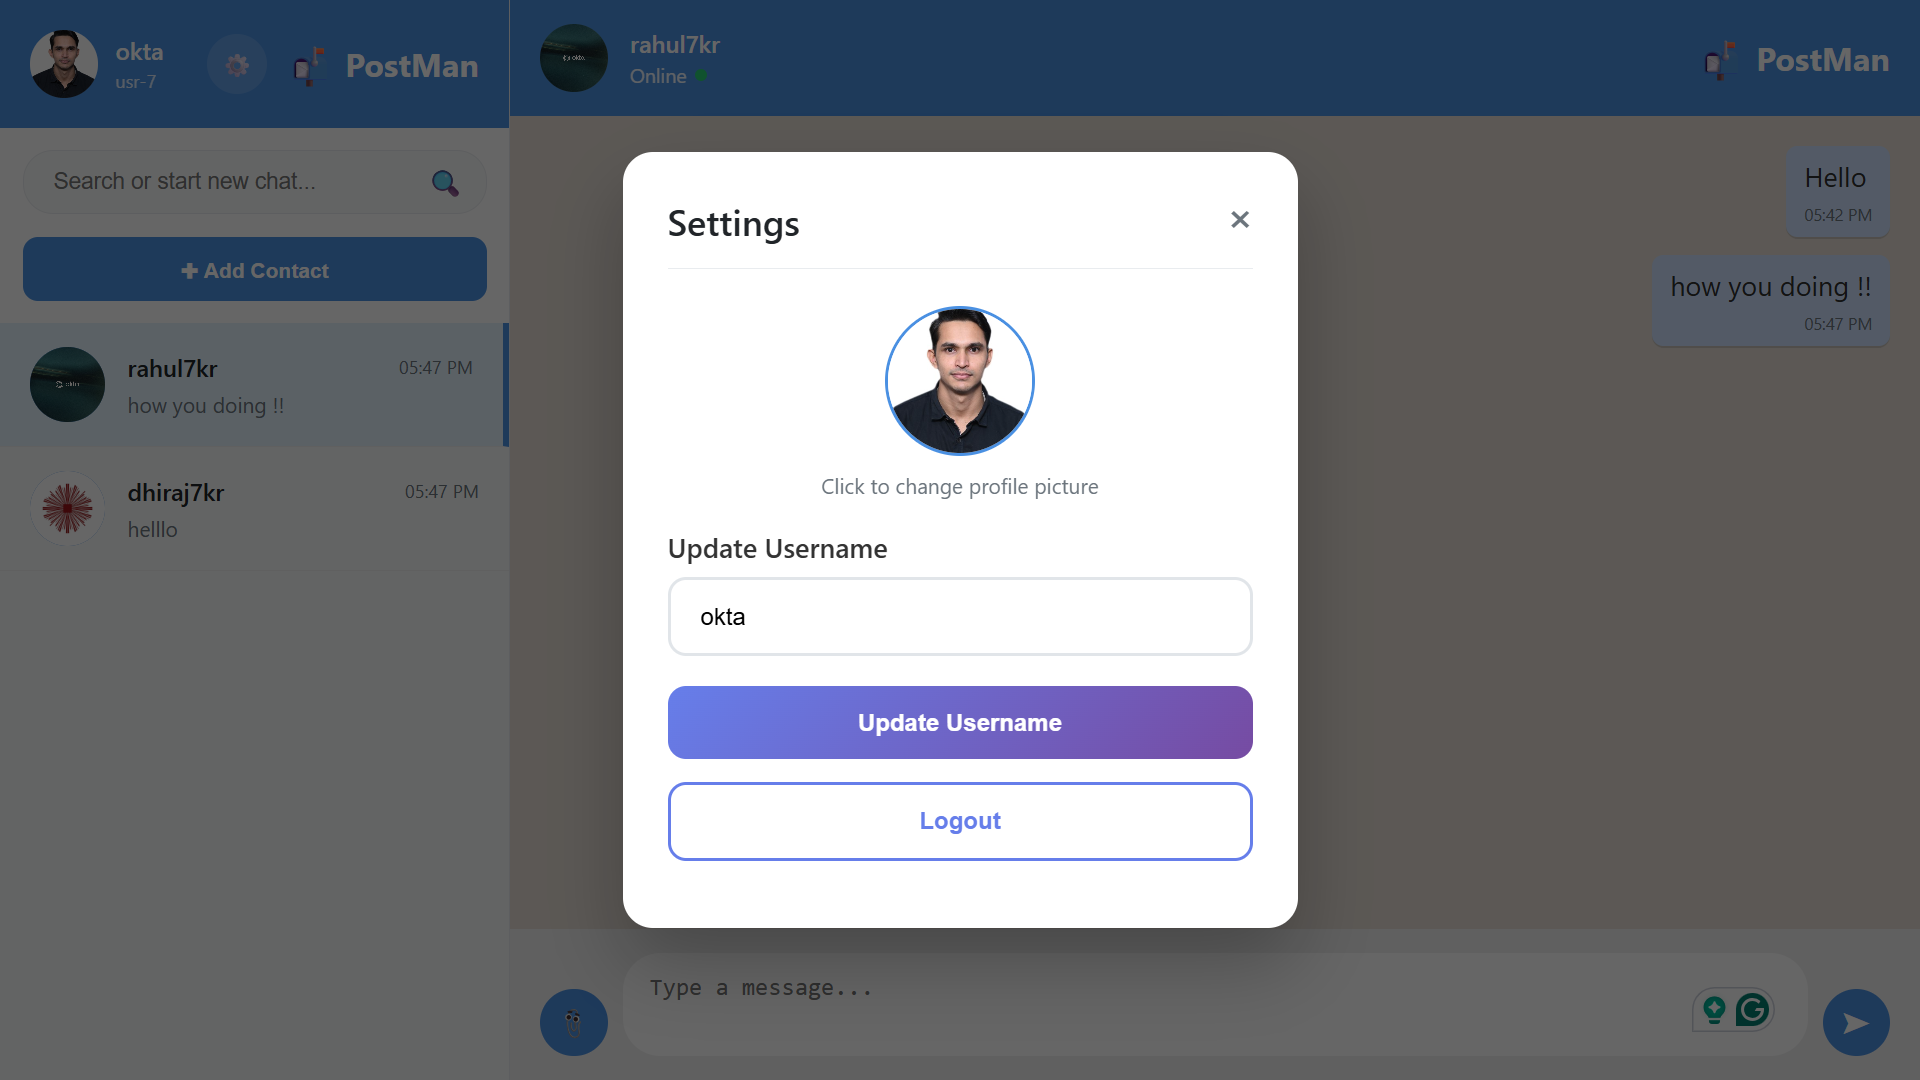 okta
usr-7
PostMan
Search or start new chat...
Add Contact
rahul7kr
05:47 PM
how you doing !!
dhiraj7kr
05:47 PM
helllo
rahul7kr
Online
PostMan
Hello
05:42 PM
how you doing !!
05:47 PM
Settings
Click to change profile picture
Update Username
okta
Update Username
Logout
Type a message...